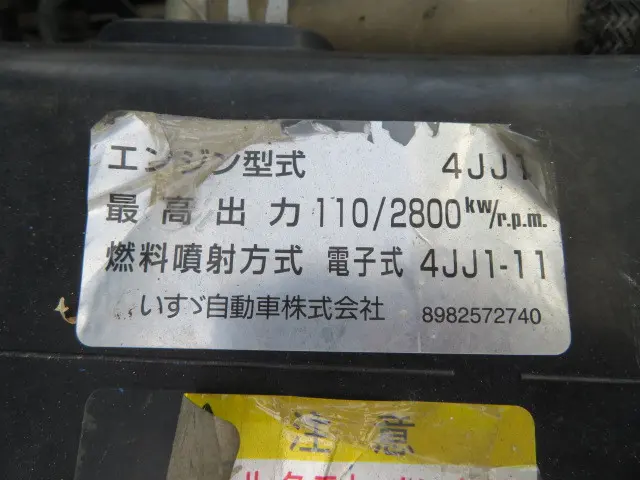 エンジン型式 4JJ1
最高出力 110/2800 kw/r.p.m.
燃料噴射方式 電子式 4JJ1-11
いすゞ自動車株式会社 8982572740
注意